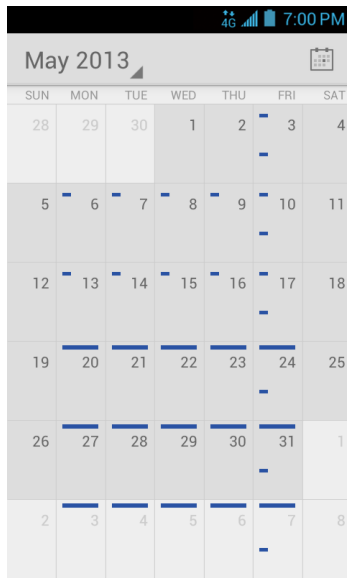 4G 7:00 PM
May 2013
SUN MON TUE WED THU FRI SAT
28 29 30 1 2 3 4
5 6 7 8 9 10 11
12 13 14 15 16 17 18
19 20 21 22 23 24 25
26 27 28 29 30 31 1
2 3 4 5 6 7 8